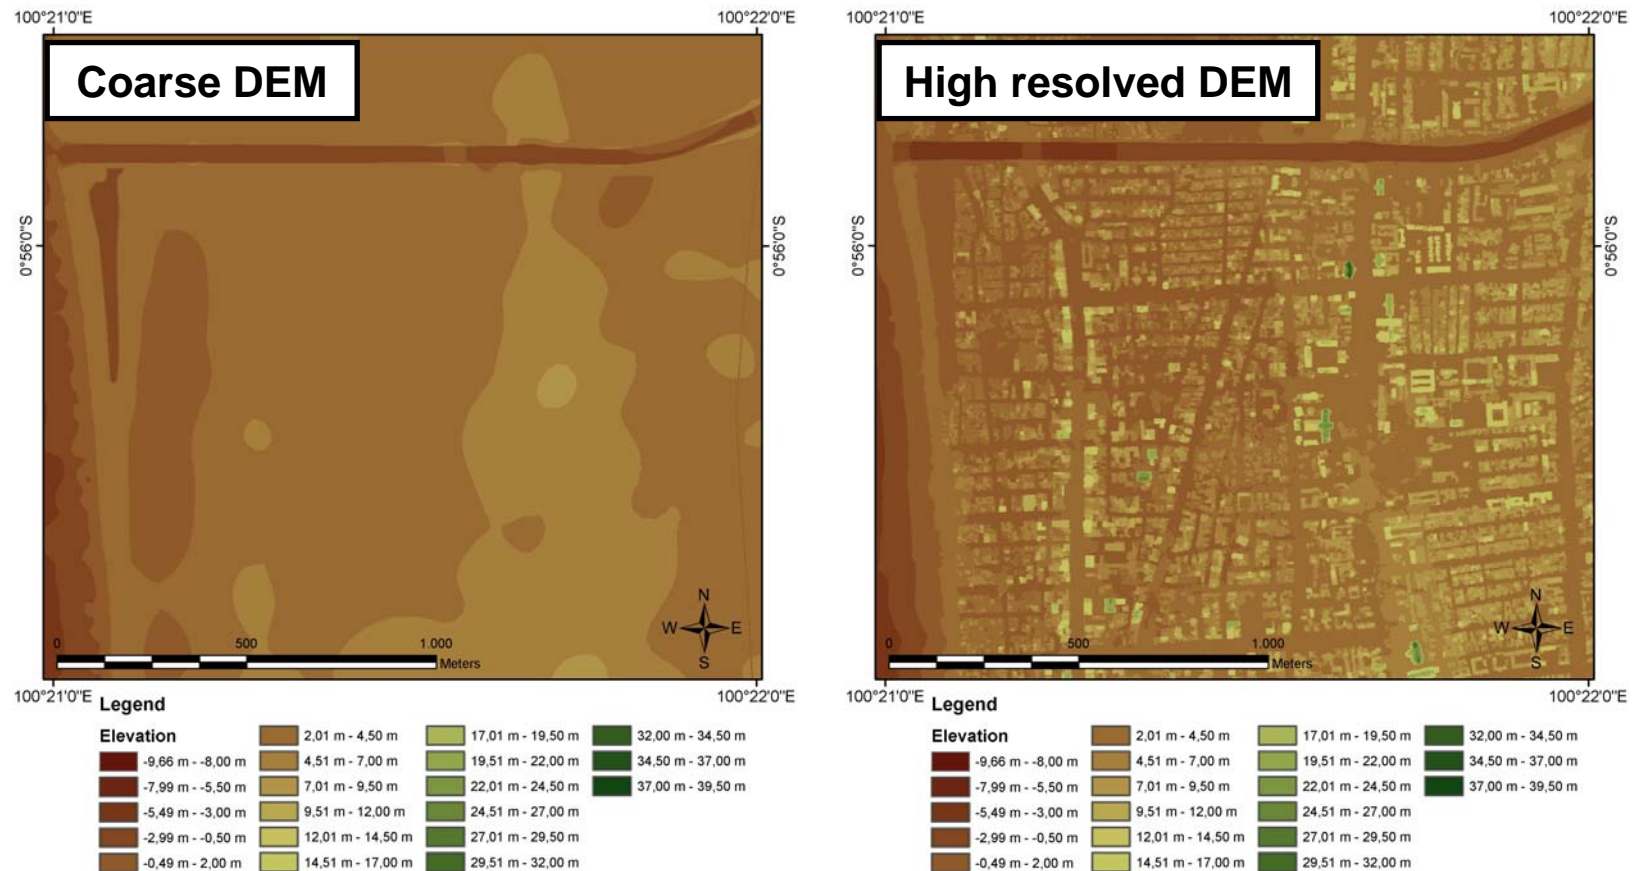 100°21'0"E
100°22'0"E
Coarse DEM
0°56'0"S
0°56'0"S
N
W
E
S
0
500
1.000
Meters
100°21'0"E
100°22'0"E
Legend
Elevation
-9,66 m - -8,00 m
-7,99 m - -5,50 m
-5,49 m - -3,00 m
-2,99 m - -0,50 m
-0,49 m - 2,00 m
2,01 m - 4,50 m
4,51 m - 7,00 m
7,01 m - 9,50 m
9,51 m - 12,00 m
12,01 m - 14,50 m
14,51 m - 17,00 m
17,01 m - 19,50 m
19,51 m - 22,00 m
22,01 m - 24,50 m
24,51 m - 27,00 m
27,01 m - 29,50 m
29,51 m - 32,00 m
32,00 m - 34,50 m
34,50 m - 37,00 m
37,00 m - 39,50 m
100°21'0"E
100°22'0"E
High resolved DEM
0°56'0"S
0°56'0"S
N
W
E
S
0
500
1.000
Meters
100°21'0"E
100°22'0"E
Legend
Elevation
-9,66 m - -8,00 m
-7,99 m - -5,50 m
-5,49 m - -3,00 m
-2,99 m - -0,50 m
-0,49 m - 2,00 m
2,01 m - 4,50 m
4,51 m - 7,00 m
7,01 m - 9,50 m
9,51 m - 12,00 m
12,01 m - 14,50 m
14,51 m - 17,00 m
17,01 m - 19,50 m
19,51 m - 22,00 m
22,01 m - 24,50 m
24,51 m - 27,00 m
27,01 m - 29,50 m
29,51 m - 32,00 m
32,00 m - 34,50 m
34,50 m - 37,00 m
37,00 m - 39,50 m